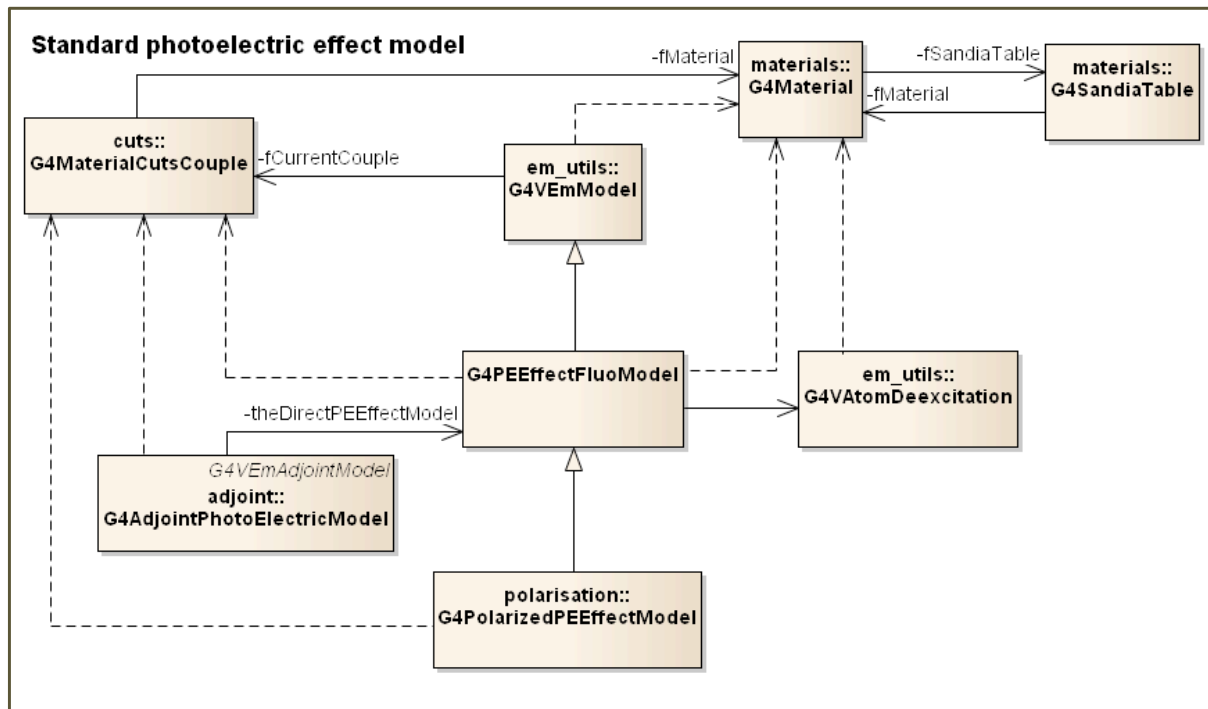 Standard photoelectric effect model
-fMaterial
materials::
G4Material
-fSandiaTable
-fMaterial
materials::
G4SandiaTable
cuts::
G4MaterialCutsCouple
-fCurrentCouple
em_utils::
G4VEmModel
G4PEEffectFluoModel
em_utils::
G4VAtomDeexcitation
-theDirectPEEffectModel
G4VEmAdjointModel
adjoint::
G4AdjointPhotoElectricModel
polarisation::
G4PolarizedPEEffectModel